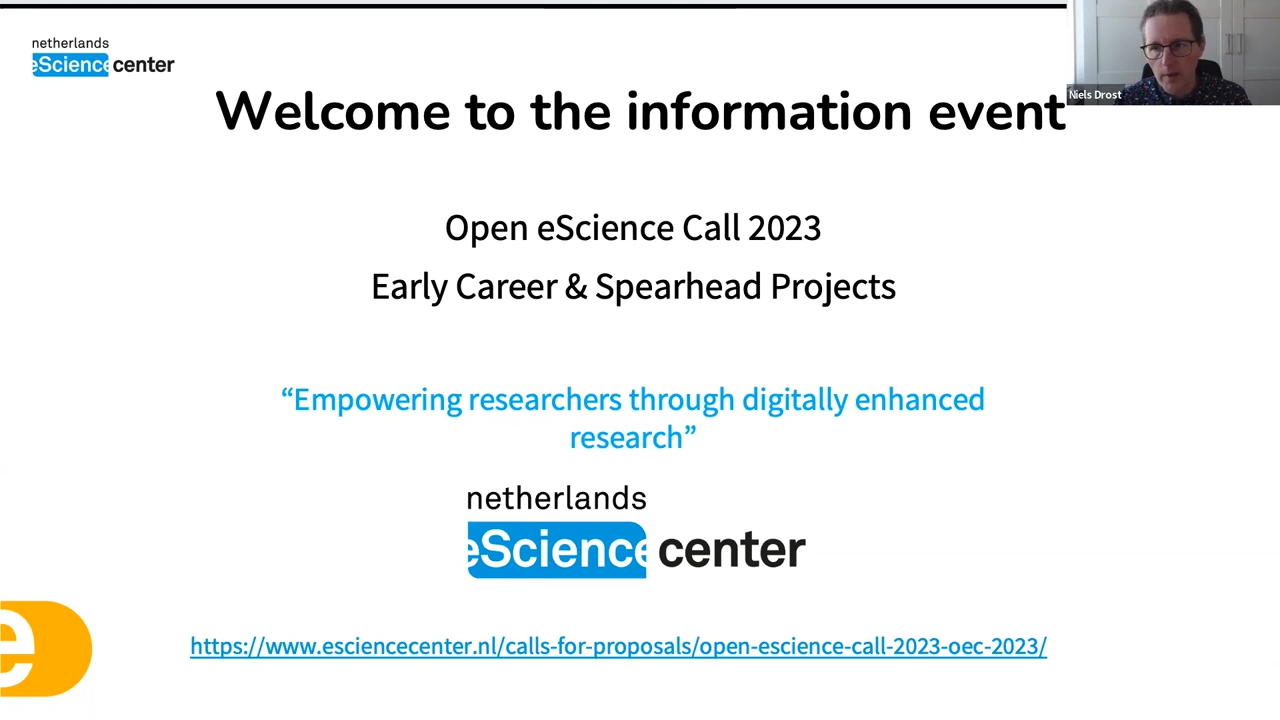 netherlands
eScience center
Niels Drost
Welcome to the information event
Open eScience Call 2023
Early Career & Spearhead Projects
“Empowering researchers through digitally enhanced
research”
netherlands
eScience center
e
https://www.esciencecenter.nl/calls-for-proposals/open-escience-call-2023-oec-2023/